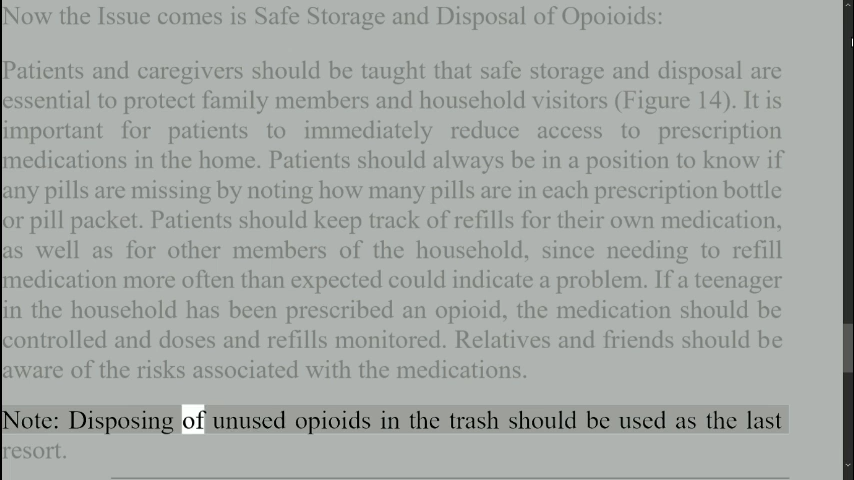 Now the Issue comes is Safe Storage and Disposal of Opoioids:
Patients and caregivers should be taught that safe storage and disposal are
essential to protect family members and household visitors (Figure 14). It is
important for patients to immediately reduce access to prescription
medications in the home. Patients should always be in a position to know if
any pills are missing by noting how many pills are in each prescription bottle
or pill packet. Patients should keep track of refills for their own medication,
as well as for other members of the household, since needing to refill
medication more often than expected could indicate a problem. If a teenager
in the household has been prescribed an opioid, the medication should be
controlled and doses and refills monitored. Relatives and friends should be
aware of the risks associated with the medications.
Note: Disposing of unused opioids in the trash should be used as the last
resort.